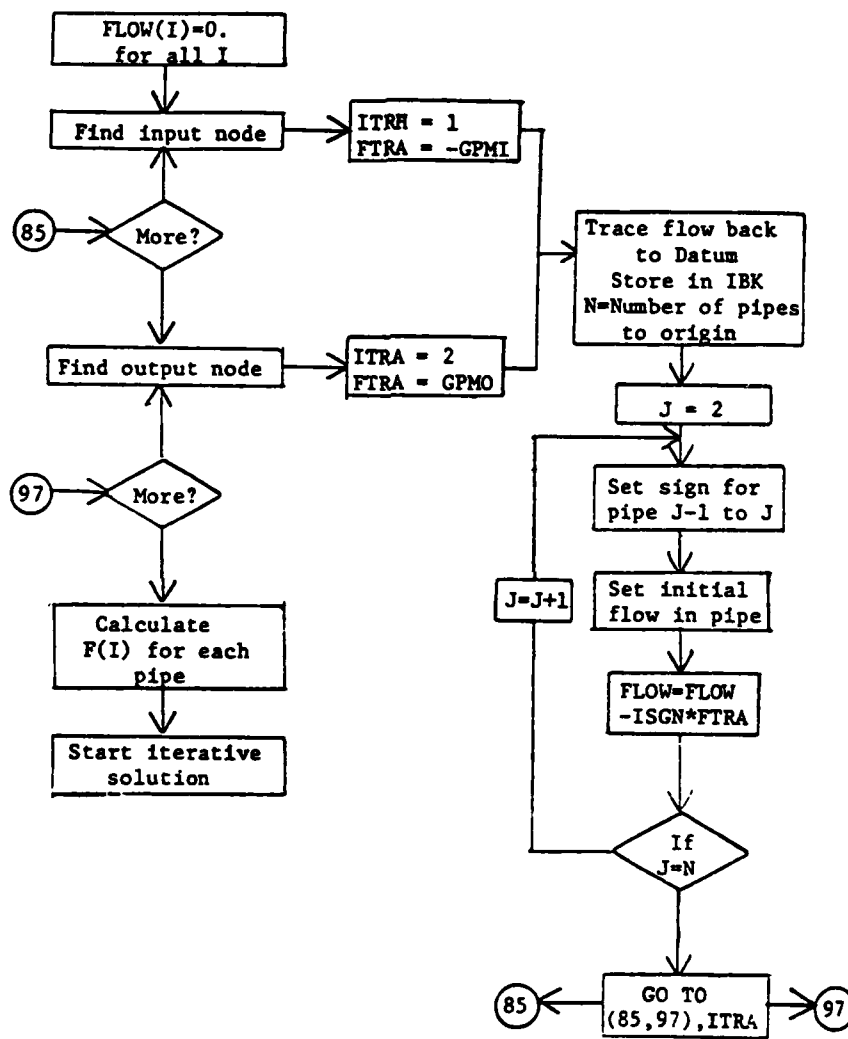 FLOW(I)=0.
for all I
Find input node
ITRH = 1
FTRA = -GPMI
85
More?
Find output node
ITRA = 2
FTRA = GPMO
97
More?
Calculate
F(I) for each
pipe
Start iterative
solution
Trace flow back
to Datum
Store in IBK
N=Number of pipes
to origin
J = 2
Set sign for
pipe J-1 to J
J=J+1
Set initial
flow in pipe
FLOW=FLOW
-ISGN*FTRA
If
J=N
85
GO TO
(85,97),ITRA
97